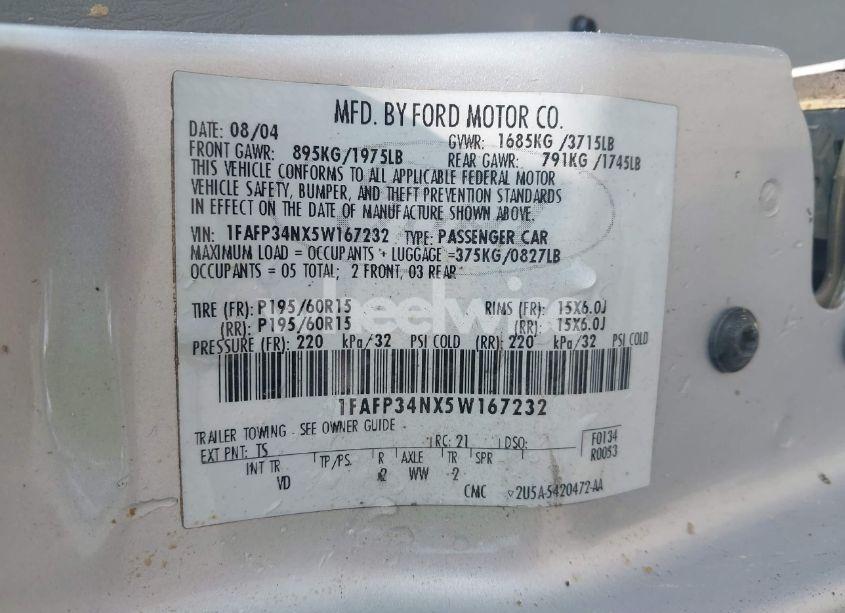 MFD. BY FORD MOTOR CO.
DATE: 08/04 GVWR: 1685KG /3715LB
FRONT GAWR: 895KG/1975LB REAR GAWR: 791KG /1745LB
THIS VEHICLE CONFORMS TO ALL APPLICABLE FEDERAL MOTOR
VEHICLE SAFETY, BUMPER, AND THEFT PREVENTION STANDARDS
IN EFFECT ON THE DATE OF MANUFACTURE SHOWN ABOVE.
VIN: 1FAFP34NX5W167232 TYPE: PASSENGER CAR
MAXIMUM LOAD = OCCUPANTS + LUGGAGE =375KG/0827LB
OCCUPANTS = 05 TOTAL; 2 FRONT, 03 REAR
TIRE (FR): P195/60R15 RIMS (FR): 15X6.0J
(RR): P195/60R15 (RR): 15X6.0J
PRESSURE (FR): 220 kPa/32 PSI COLD (RR): 220 kPa/32 PSI COLD
1FAFP34NX5W167232
TRAILER TOWING - SEE OWNER GUIDE -
EXT PNT: TS RC: 21 DSO: F0134
R0053
INT TR TP/PS R AXLE TR SPR
VD 2 WW 2
CMC 2U5A-5420472-AA